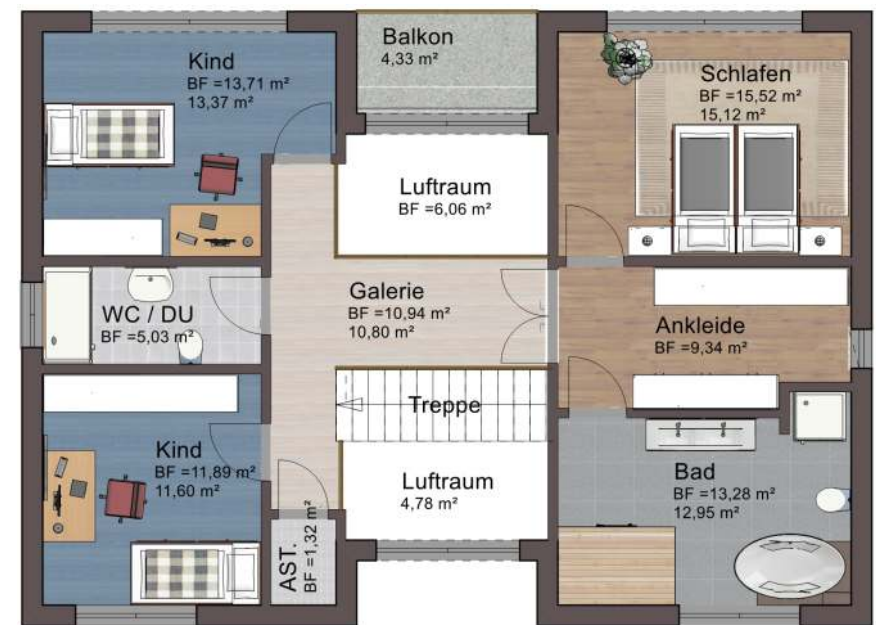 Kind
BF =13,71 m²
13,37 m²
Balkon
4,33 m²
Schlafen
BF =15,52 m²
15,12 m²
Luftraum
BF =6,06 m²
WC / DU
BF =5,03 m²
Galerie
BF =10,94 m²
10,80 m²
Ankleide
BF =9,34 m²
Treppe
Kind
BF =11,89 m²
11,60 m²
Luftraum
4,78 m²
Bad
BF =13,28 m²
12,95 m²
AST.
BF =1,32 m²